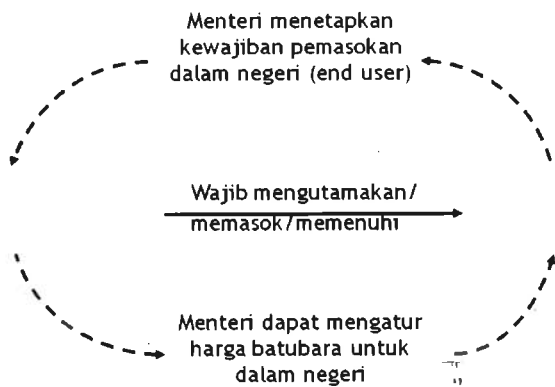 Menteri menetapkan
kewajiban pemasokan
dalam negeri (end user)
Wajib mengutamakan/
memasok/memenuhi
Menteri dapat mengatur
harga batubara untuk
dalam negeri